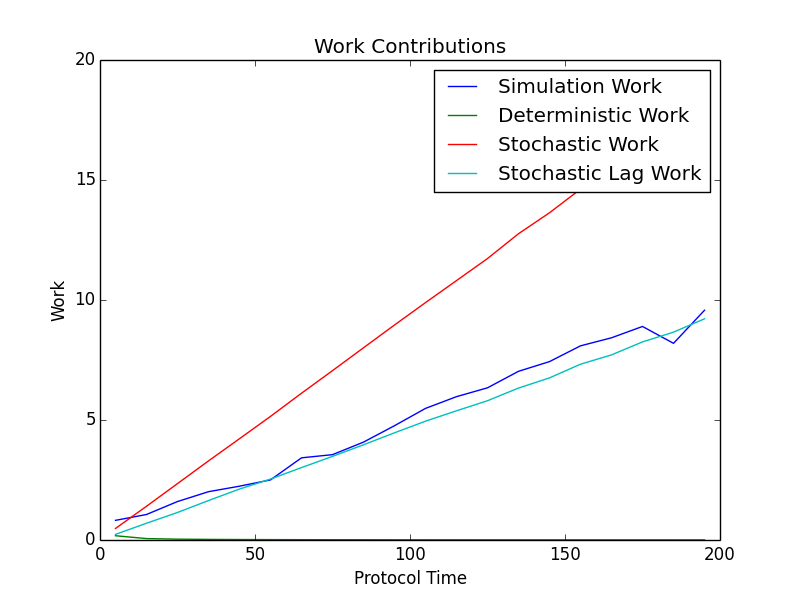 Work Contributions
20
15
10
5
0
Work
Simulation Work
Deterministic Work
Stochastic Work
Stochastic Lag Work
0 50 100 150 200
Protocol Time